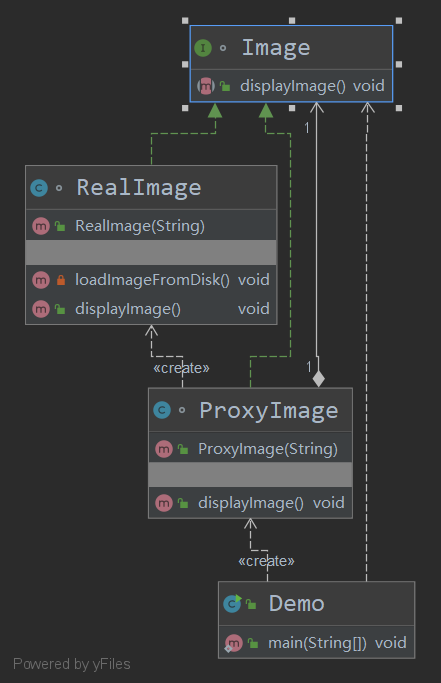 I Image
m displayImage() void
1
C RealImage
m RealImage(String)
m loadImageFromDisk() void
m displayImage() void
«create»
1
C ProxyImage
m ProxyImage(String)
m displayImage() void
«create»
C Demo
m main(String[]) void
Powered by yFiles